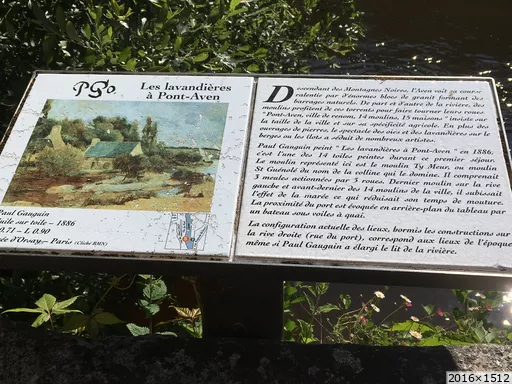 PGo.
Les lavandières
à Pont-Aven
Paul Gauguin
sur toile – 1886
0.71 – L 0.90
d'Orsay – Paris (Cliché RMN)
Descendant des Montagnes Noires, l'Aven voit sa course
ralentie par d'énormes blocs de granit formant des
barrages naturels. De part et d'autre de la rivière, des
moulins profitent de ces torrents pour faire tourner leurs roues.
"Pont-Aven, ville de renom, 14 moulins, 15 maisons" insiste sur
la taille de la ville et sur sa spécificité agricole. En plus des
ouvrages de pierre, le spectacle des oies et des lavandières sur les
berges ou les îlots a séduit de nombreux artistes.
Paul Gauguin peint "Les lavandières à Pont-Aven" en 1886,
c'est l'une des 14 toiles peintes durant ce premier séjour.
Le moulin représenté ici est le moulin Ty Meur, ou moulin
St Guénolé du nom de la colline qui le domine. Il comprenait
3 meules actionnées par 3 roues. Dernier moulin sur la rive
gauche et avant-dernier des 14 moulins de la ville, il subissait
l'effet de la marée ce qui réduisait son temps de mouture.
La proximité du port est évoquée en arrière-plan du tableau par
un bateau sous voiles à quai.
La configuration actuelle des lieux, hormis les constructions sur
la rive droite (rue du port), correspond aux lieux de l'époque
même si Paul Gauguin a élargi le lit de la rivière.
2016×1512